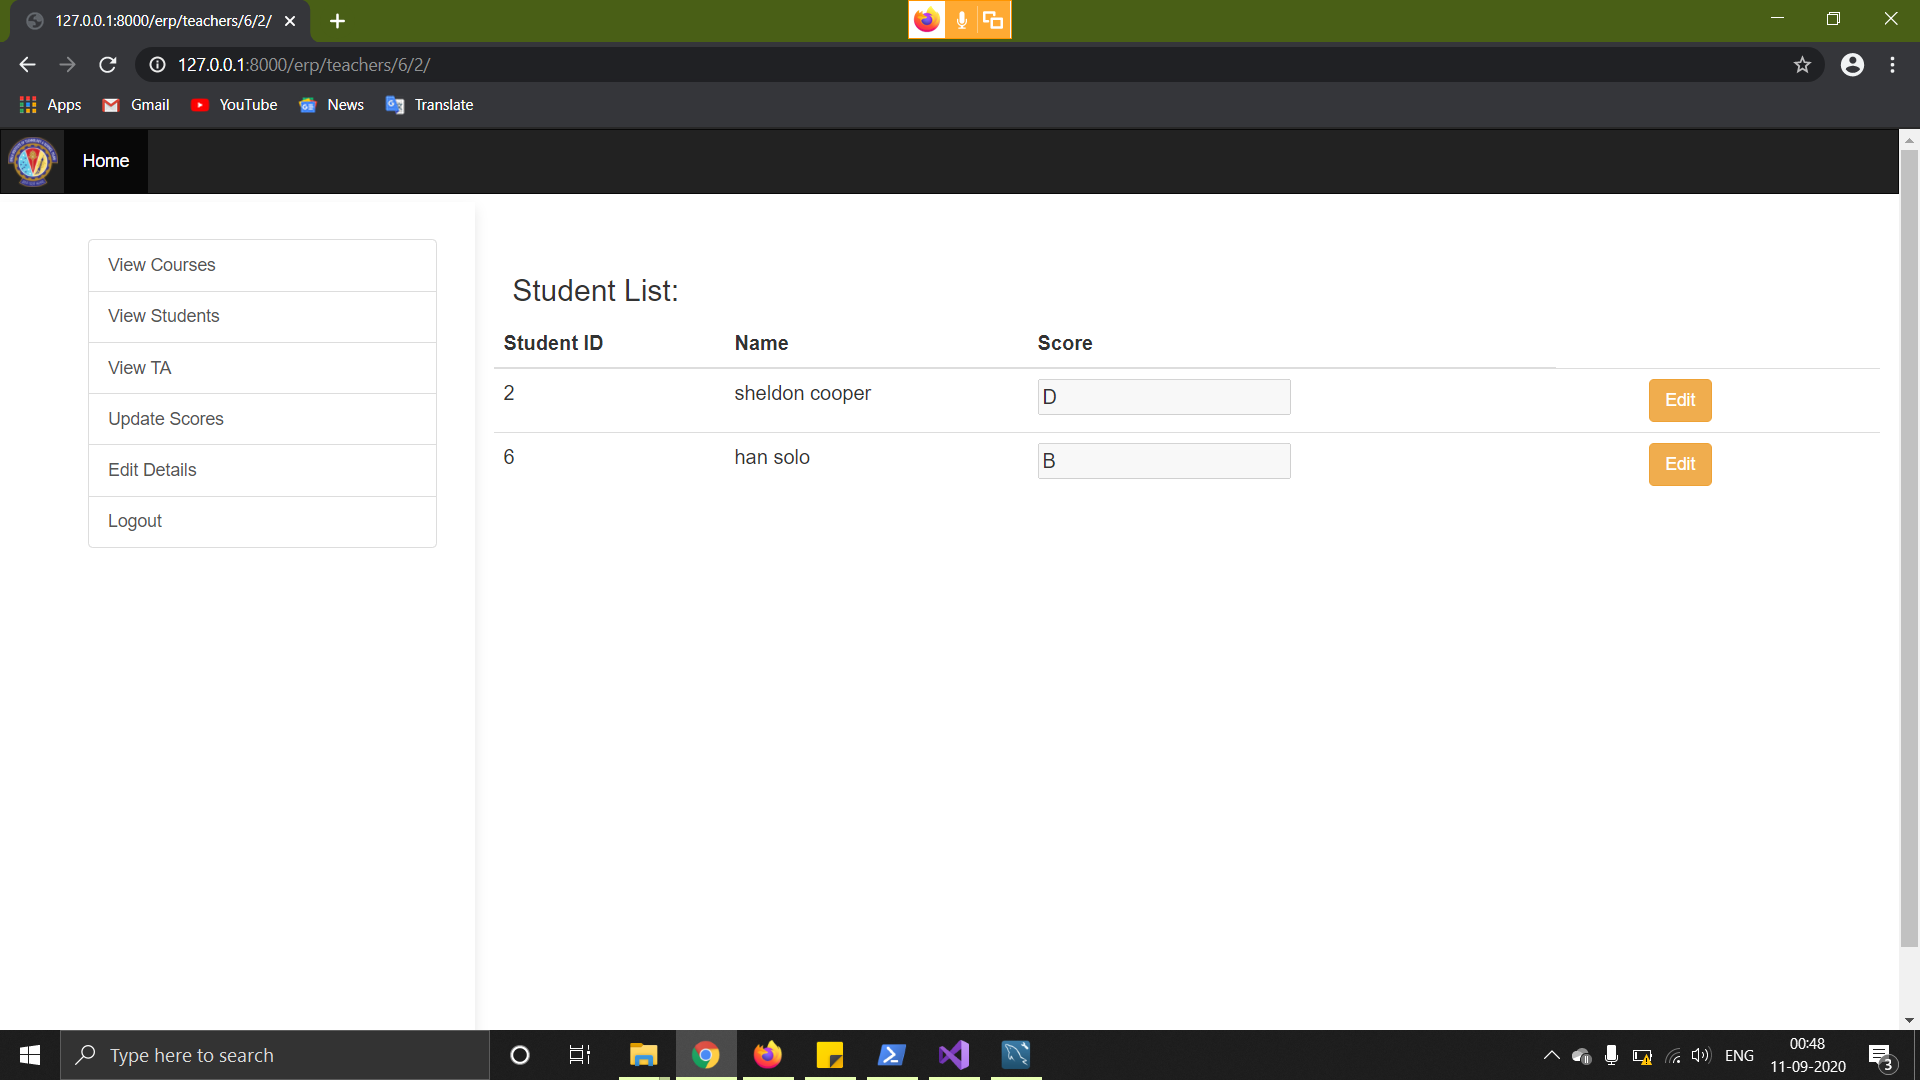 127.0.0.1:8000/erp/teachers/6/2/
127.0.0.1:8000/erp/teachers/6/2/
Apps Gmail YouTube News Translate
Home
View Courses
View Students
View TA
Update Scores
Edit Details
Logout
Student List:
Student ID Name Score
2 sheldon cooper D Edit
6 han solo B Edit
Type here to search
ENG
00:48
11-09-2020
3